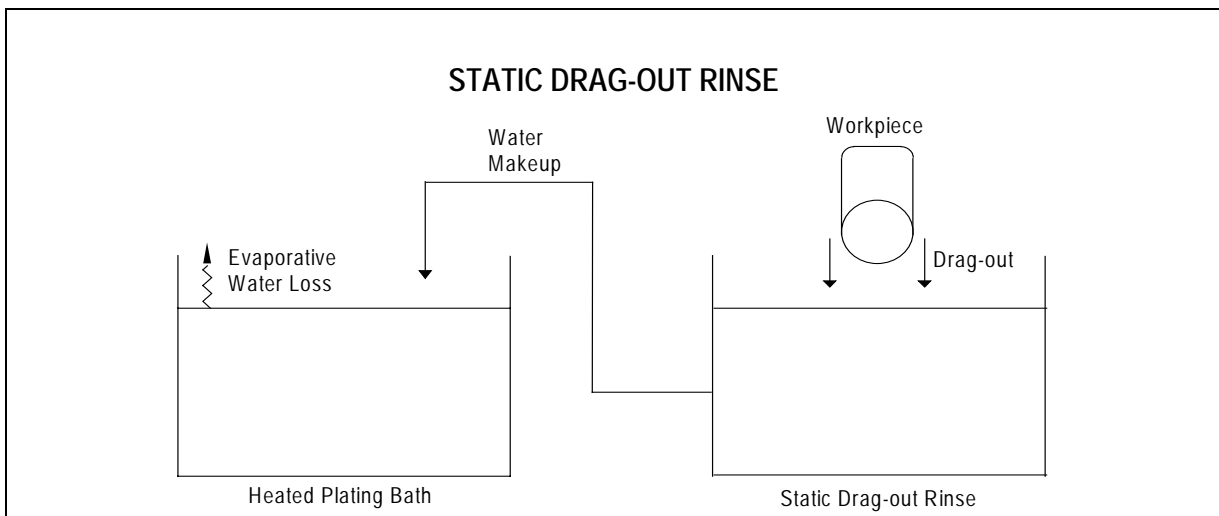 STATIC DRAG-OUT RINSE
Water
Makeup
Workpiece
Evaporative
Water Loss
Drag-out
Heated Plating Bath
Static Drag-out Rinse